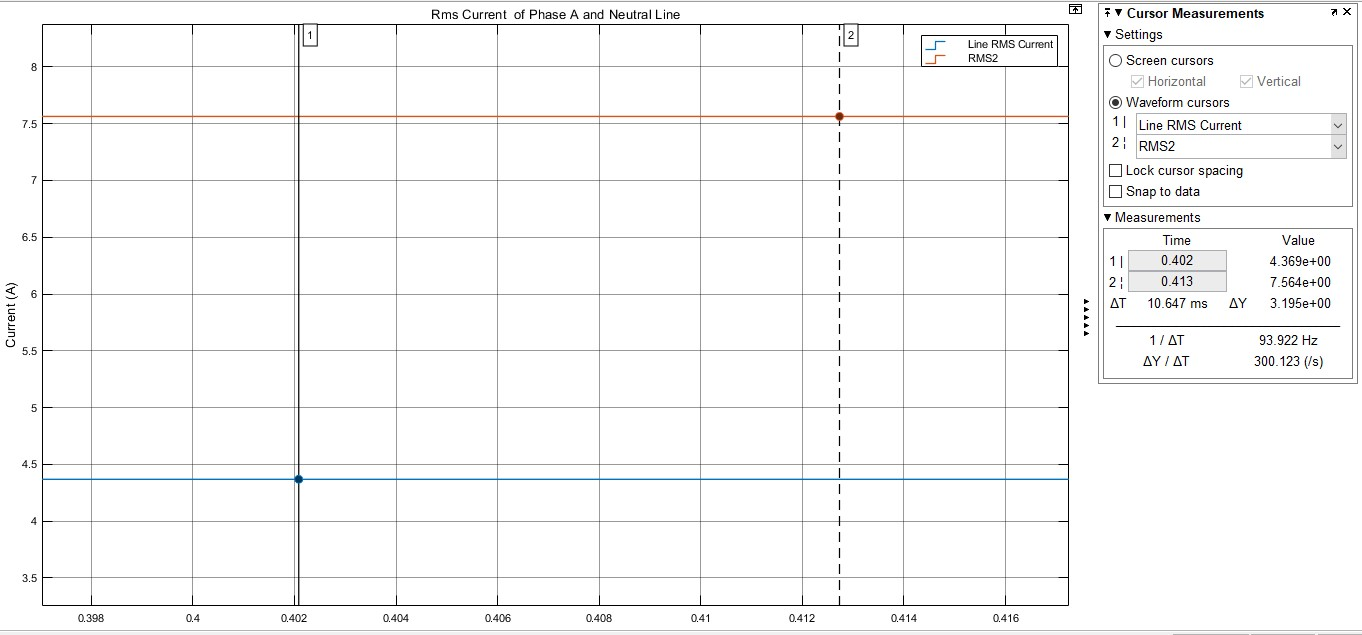 Rms Current of Phase A and Neutral Line
1
2
Line RMS Current
RMS2
8
7.5
7
6.5
6
5.5
5
4.5
4
3.5
Current (A)
0.398 0.4 0.402 0.404 0.406 0.408 0.41 0.412 0.414 0.416
Cursor Measurements
Settings
Screen cursors
Horizontal Vertical
Waveform cursors
1 Line RMS Current
2 RMS2
Lock cursor spacing
Snap to data
Measurements
Time Value
1 0.402 4.369e+00
2 0.413 7.564e+00
ΔT 10.647 ms ΔY 3.195e+00
1 / ΔT 93.922 Hz
ΔY / ΔT 300.123 (/s)